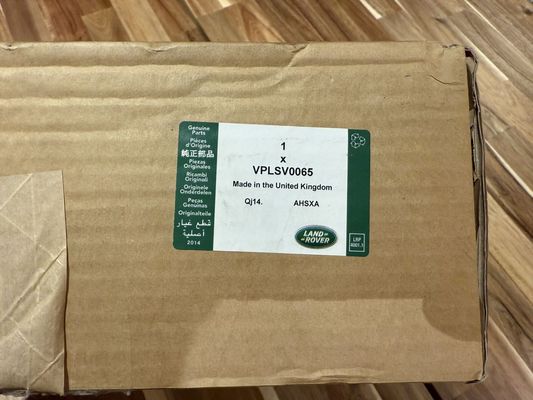 Genuine
Parts
Pièces
d'Origine
純正部品
Piezas
Originales
Ricambi
Originali
Originele
Onderdelen
Peças
Genuínas
Originalteile
قطع غيار
أصلية
2014
1
x
VPLSV0065
Made in the United Kingdom
Qj14. AHSXA
LAND
ROVER
LRP
4001.1